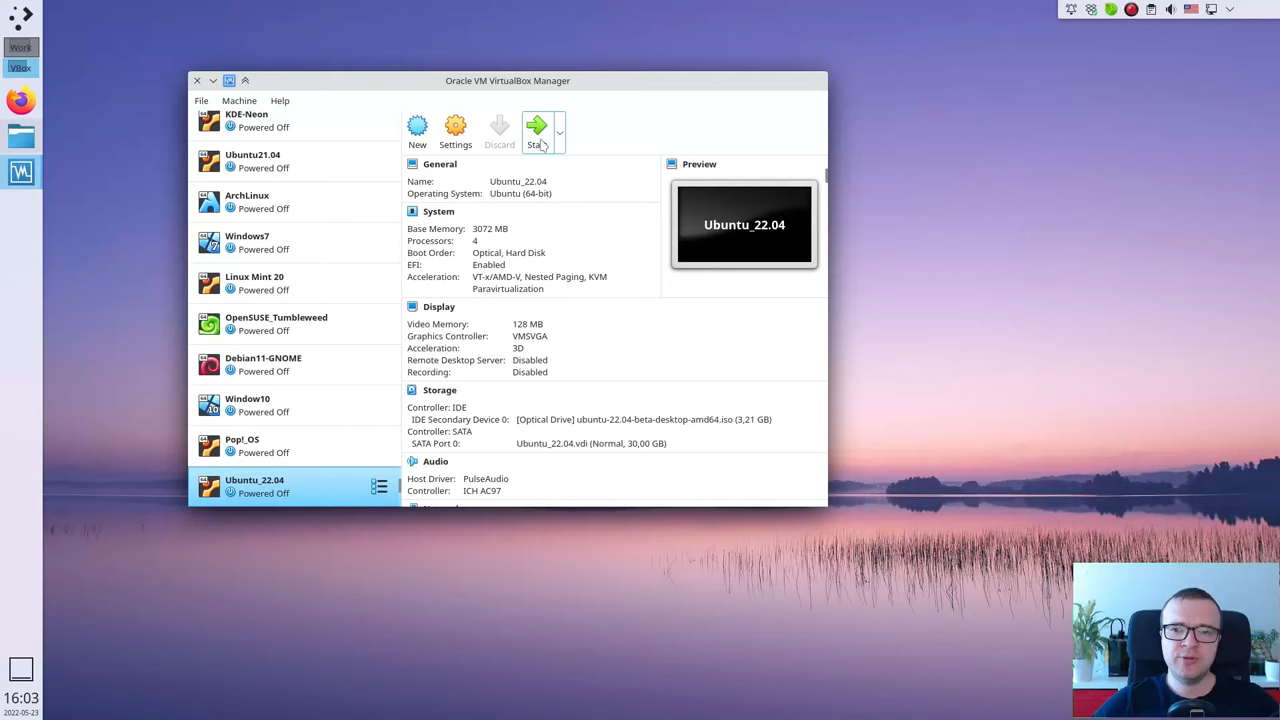 Work
VBox
16:03
2022-05-23
Oracle VM VirtualBox Manager
File Machine Help
KDE-Neon
Powered Off
Ubuntu21.04
Powered Off
ArchLinux
Powered Off
Windows7
Powered Off
Linux Mint 20
Powered Off
OpenSUSE_Tumbleweed
Powered Off
Debian11-GNOME
Powered Off
Window10
Powered Off
Pop!_OS
Powered Off
Ubuntu_22.04
Powered Off
New Settings Discard Start
General
Name: Ubuntu_22.04
Operating System: Ubuntu (64-bit)
System
Base Memory: 3072 MB
Processors: 4
Boot Order: Optical, Hard Disk
EFI: Enabled
Acceleration: VT-x/AMD-V, Nested Paging, KVM
Paravirtualization
Preview
Ubuntu_22.04
Display
Video Memory: 128 MB
Graphics Controller: VMSVGA
Acceleration: 3D
Remote Desktop Server: Disabled
Recording: Disabled
Storage
Controller: IDE
IDE Secondary Device 0: [Optical Drive] ubuntu-22.04-beta-desktop-amd64.iso (3,21 GB)
Controller: SATA
SATA Port 0: Ubuntu_22.04.vdi (Normal, 30,00 GB)
Audio
Host Driver: PulseAudio
Controller: ICH AC97